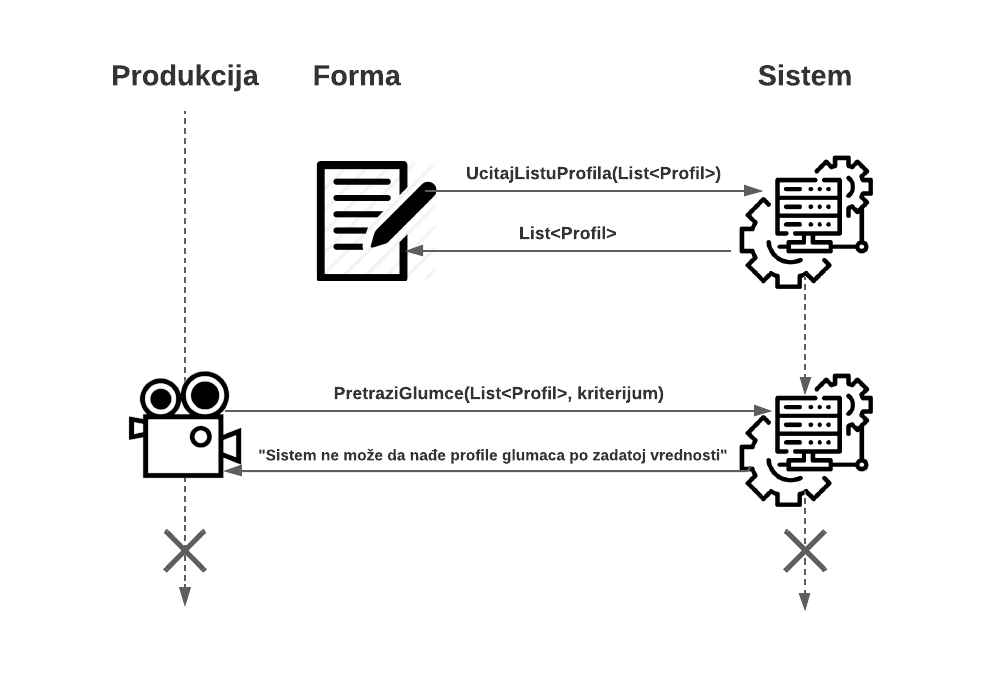 Produkcija
Forma
Sistem
UcitajListuProfila(List<Profil>)
List<Profil>
PretraziGlumce(List<Profil>, kriterijum)
"Sistem ne može da nađe profile glumaca po zadatoj vrednosti"